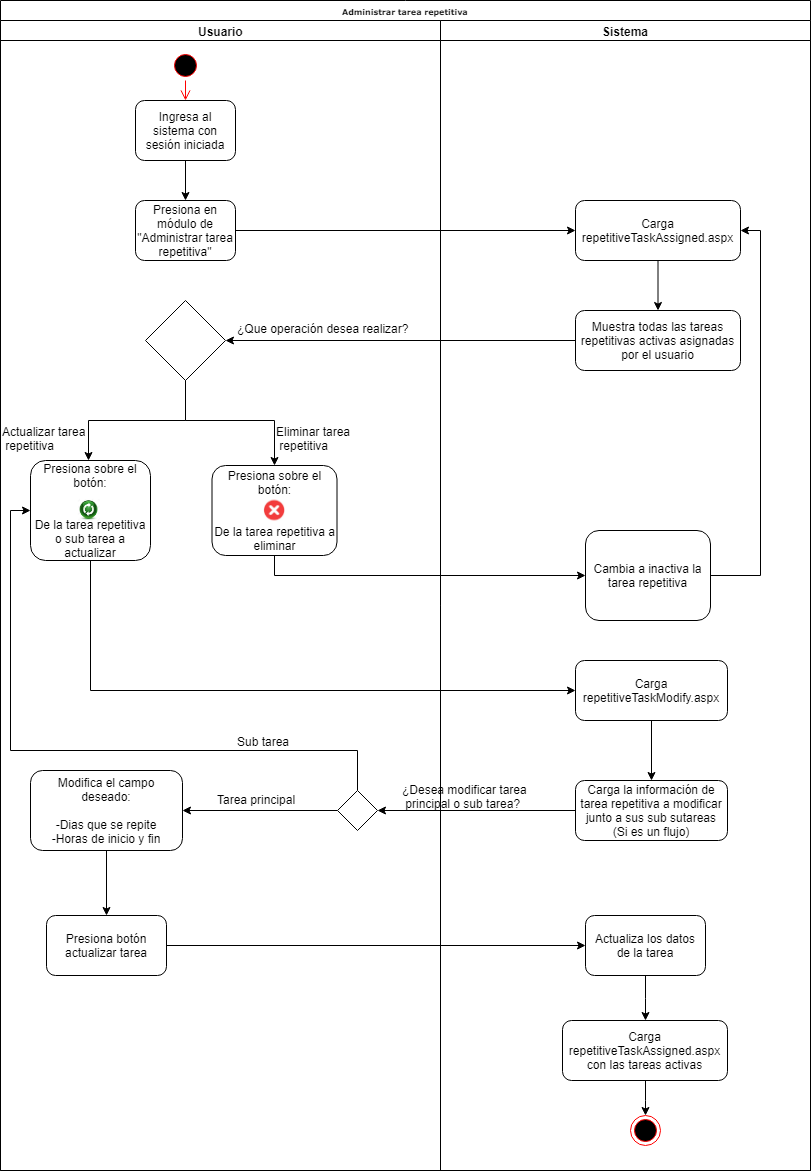 Administrar tarea repetitiva
Usuario
Sistema
Ingresa al
sistema con
sesión iniciada
Presiona en
módulo de
"Administrar tarea
repetitiva"
Carga
repetitiveTaskAssigned.aspx
¿Que operación desea realizar?
Muestra todas las tareas
repetitivas activas asignadas
por el usuario
Actualizar tarea
repetitiva
Eliminar tarea
repetitiva
Presiona sobre el
botón:
De la tarea repetitiva
o sub tarea a
actualizar
Presiona sobre el
botón:
De la tarea repetitiva a
eliminar
Cambia a inactiva la
tarea repetitiva
Carga
repetitiveTaskModify.aspx
Sub tarea
Modifica el campo
deseado:
-Dias que se repite
-Horas de inicio y fin
Tarea principal
¿Desea modificar tarea
principal o sub tarea?
Carga la información de
tarea repetitiva a modificar
junto a sus sub sutareas
(Si es un flujo)
Presiona botón
actualizar tarea
Actualiza los datos
de la tarea
Carga
repetitiveTaskAssigned.aspx
con las tareas activas